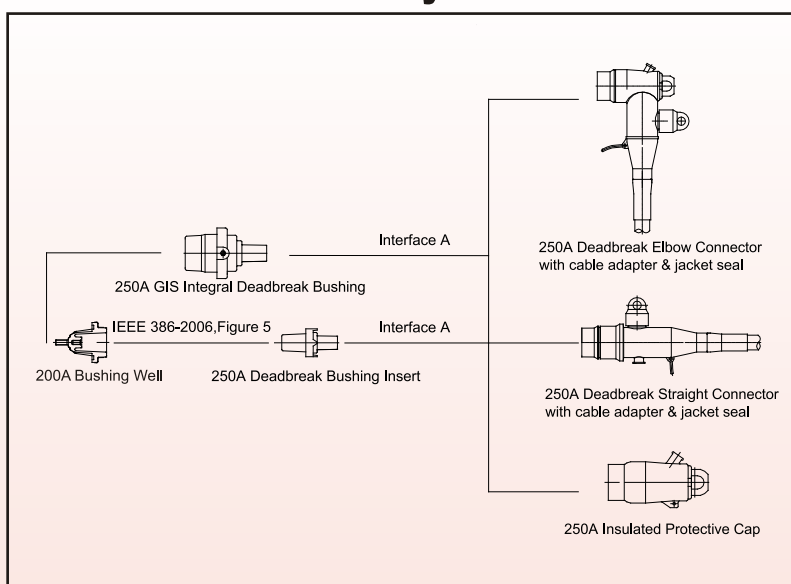 Interface A
250A Deadbreak Elbow Connector
with cable adapter & jacket seal
250A GIS Integral Deadbreak Bushing
IEEE 386-2006,Figure 5
Interface A
200A Bushing Well
250A Deadbreak Bushing Insert
250A Deadbreak Straight Connector
with cable adapter & jacket seal
250A Insulated Protective Cap